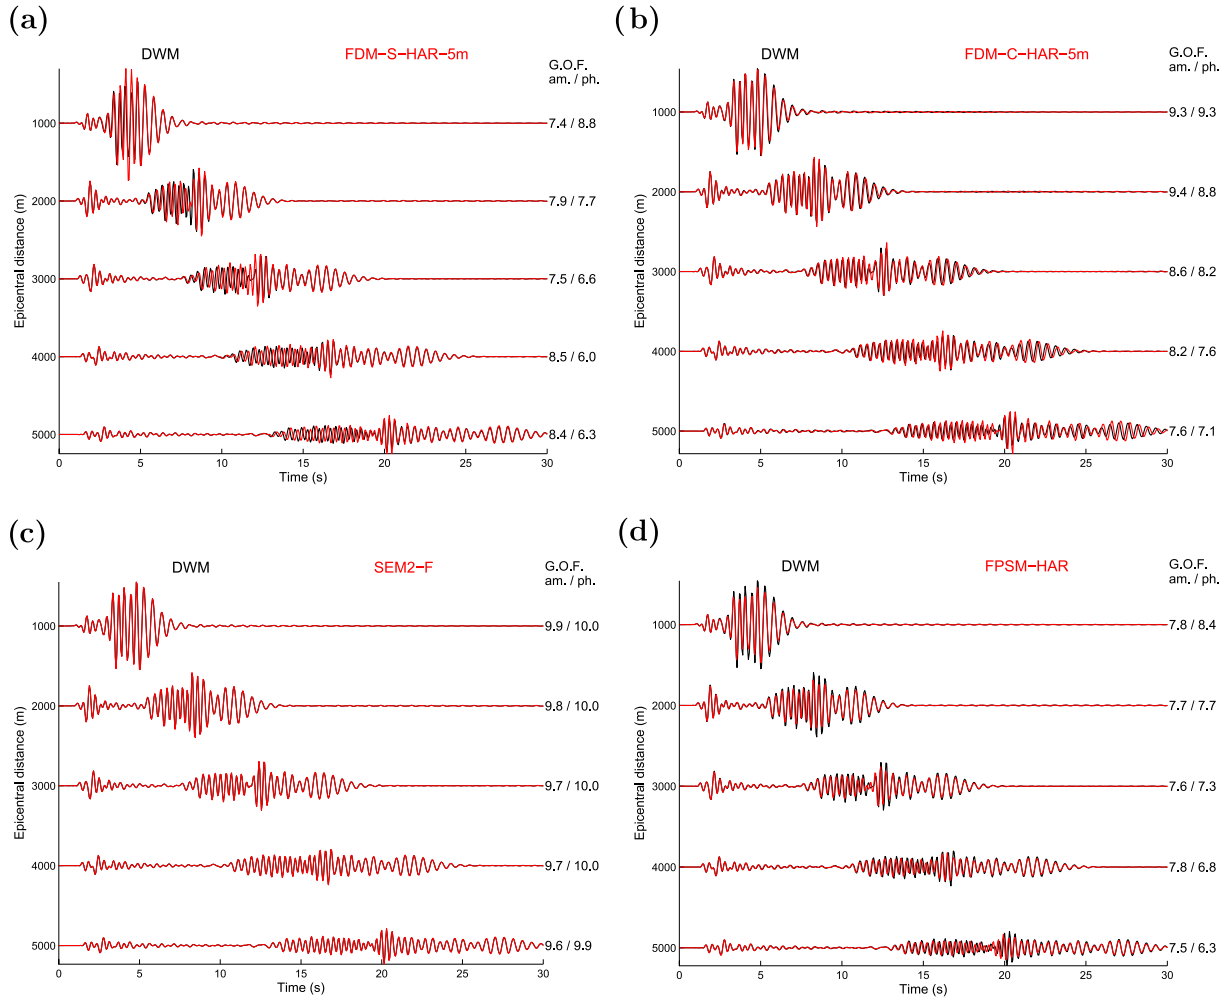 (a)
DWM FDM-S-HAR-5m G.O.F.
am. / ph.
Epicentral distance (m)
1000 7.4 / 8.8
2000 7.9 / 7.7
3000 7.5 / 6.6
4000 8.5 / 6.0
5000 8.4 / 6.3
0 5 10 15 20 25 30
Time (s)
(b)
DWM FDM-C-HAR-5m G.O.F.
am. / ph.
Epicentral distance (m)
1000 9.3 / 9.3
2000 9.4 / 8.8
3000 8.6 / 8.2
4000 8.2 / 7.6
5000 7.6 / 7.1
0 5 10 15 20 25 30
Time (s)
(c)
DWM SEM2-F G.O.F.
am. / ph.
Epicentral distance (m)
1000 9.9 / 10.0
2000 9.8 / 10.0
3000 9.7 / 10.0
4000 9.7 / 10.0
5000 9.6 / 9.9
0 5 10 15 20 25 30
Time (s)
(d)
DWM FPSM-HAR G.O.F.
am. / ph.
Epicentral distance (m)
1000 7.8 / 8.4
2000 7.7 / 7.7
3000 7.6 / 7.3
4000 7.8 / 6.8
5000 7.5 / 6.3
0 5 10 15 20 25 30
Time (s)